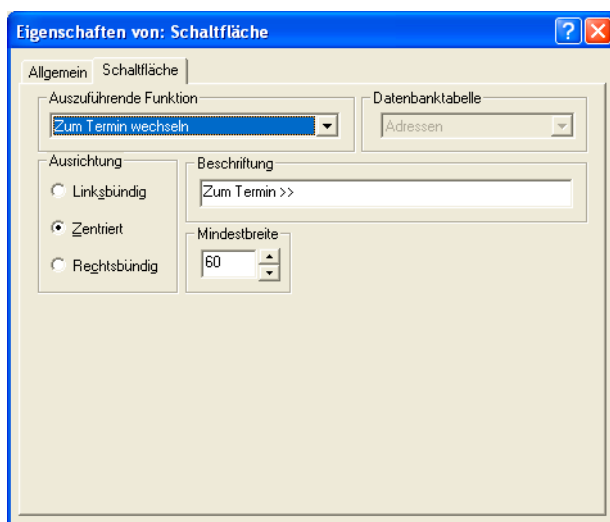 Eigenschaften von: Schaltfläche
Allgemein Schaltfläche
Auszuführende Funktion Datenbanktabelle
Zum Termin wechseln Adressen
Ausrichtung Beschriftung
Linksbündig Zum Termin >>
Zentriert Mindestbreite
Rechtsbündig 60